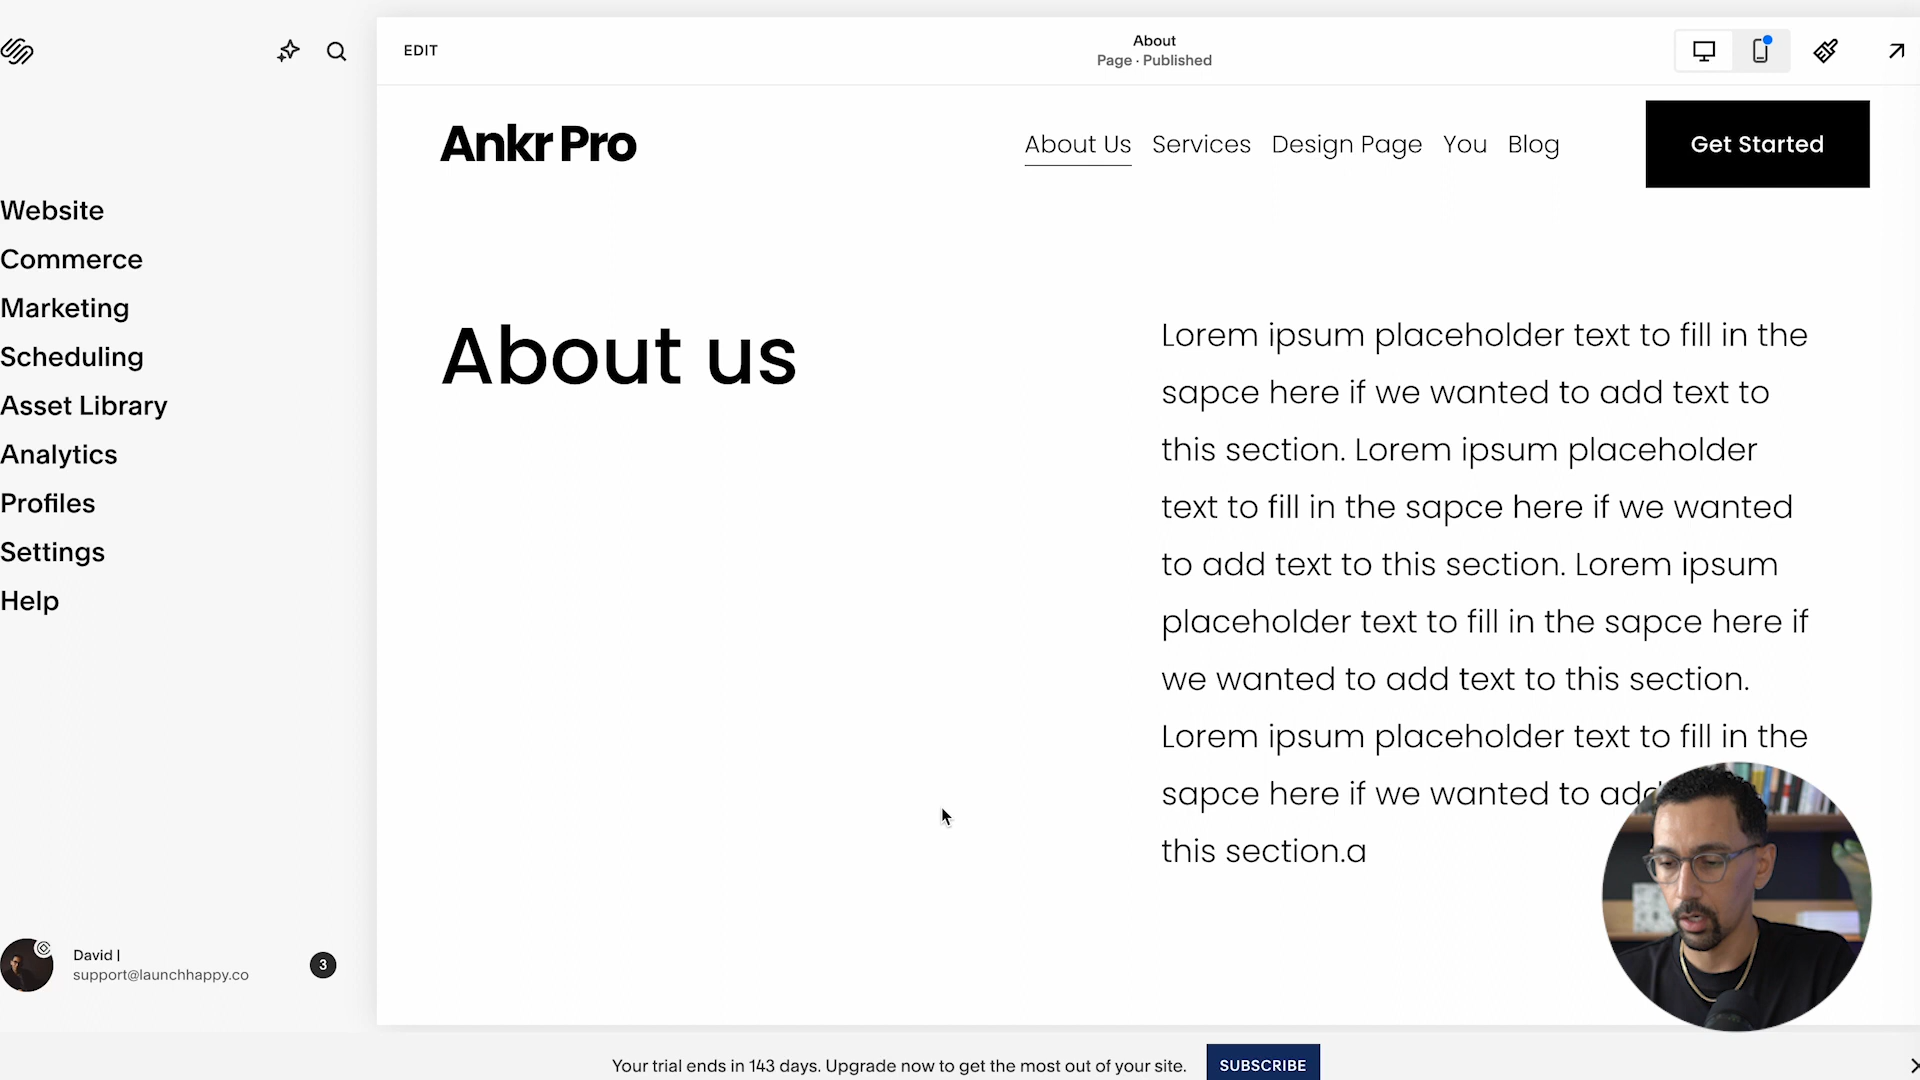 EDIT
About
Page · Published
Ankr Pro
About Us
Services
Design Page
You
Blog
Get Started
Website
Commerce
Marketing
Scheduling
Asset Library
Analytics
Profiles
Settings
Help
About us
Lorem ipsum placeholder text to fill in the
sapce here if we wanted to add text to
this section. Lorem ipsum placeholder
text to fill in the sapce here if we wanted
to add text to this section. Lorem ipsum
placeholder text to fill in the sapce here if
we wanted to add text to this section.
Lorem ipsum placeholder text to fill in the
sapce here if we wanted to add
this section.a
David |
support@launchhappy.co
3
Your trial ends in 143 days. Upgrade now to get the most out of your site.
SUBSCRIBE